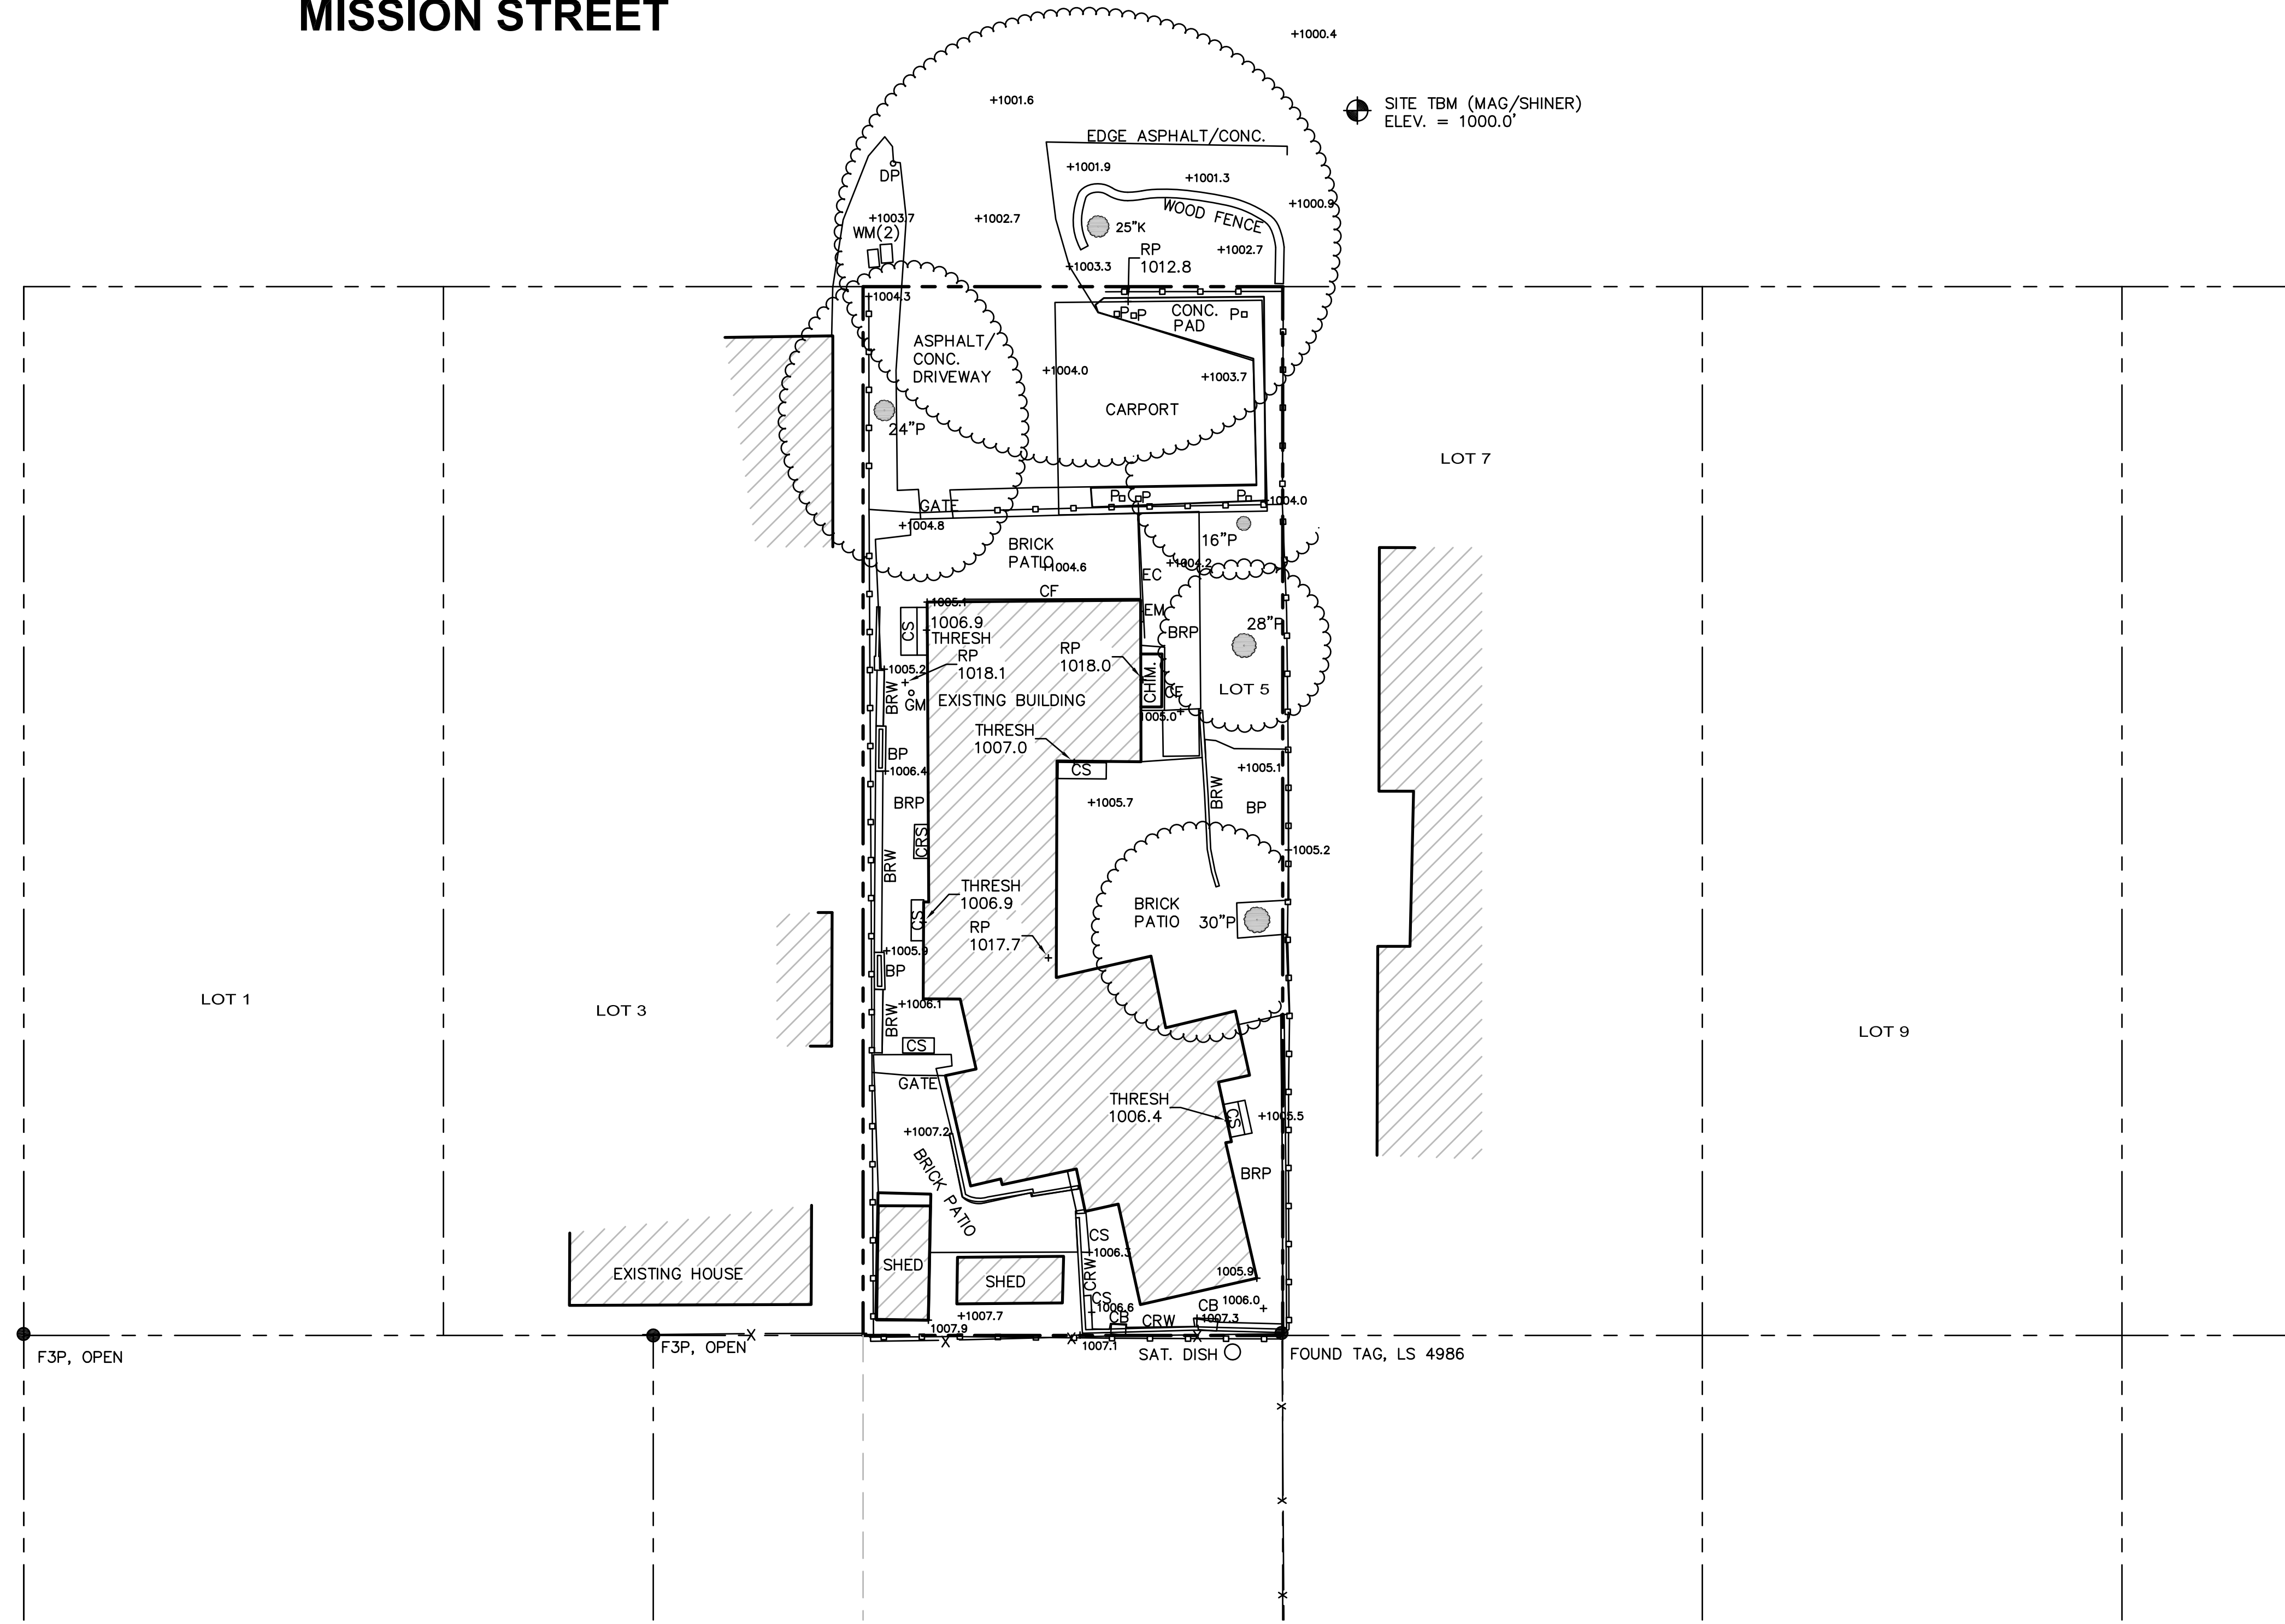 MISSION STREET
+1000.4
+1001.6
SITE TBM (MAG/SHINER)
ELEV. = 1000.0'
EDGE ASPHALT/CONC.
+1001.9
+1001.3
DP
+1003.7
+1002.7
+1000.9
WOOD FENCE
25"K
WM(2)
RP
1012.8
+1002.7
+1003.3
+1004.3
P
P
CONC.
PAD
P
ASPHALT/
CONC.
DRIVEWAY
+1004.0
+1003.7
CARPORT
24"P
LOT 7
P
P
P
+1004.0
GATE
+1004.8
16"P
BRICK
PATIO
+1004.6
+1004.2
EC
CF
+1005.1
EM
1006.9
THRESH
CS
28"P
BRP
RP
1018.1
RP
1018.0
+1005.2
CHIM.
CF
LOT 5
BRW
GM
EXISTING BUILDING
1005.0+
THRESH
1007.0
BP
+1006.4
CS
+1005.1
BRW
BRP
+1005.7
BP
CRS
BRW
+1005.2
THRESH
1006.9
CS
BRICK
PATIO
30"P
RP
1017.7
+1005.9
BP
LOT 1
LOT 3
+1006.1
BRW
LOT 9
CS
GATE
THRESH
1006.4
CS
+1005.5
+1007.2
BRICK PATIO
BRP
CS
+1006.3
SHED
SHED
EXISTING HOUSE
CRW
1005.9
CS
+1006.6
CB
1006.0
+1007.7
CB
CRW
+1007.3
1007.9
F3P, OPEN
F3P, OPEN
1007.1
SAT. DISH
FOUND TAG, LS 4986